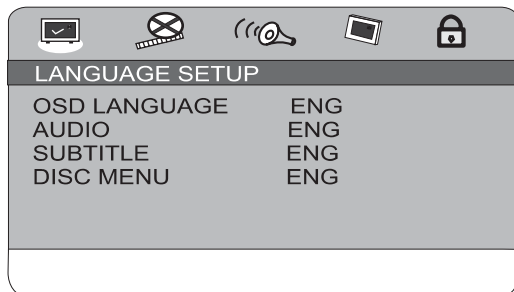 LANGUAGE SETUP
OSD LANGUAGE ENG
AUDIO ENG
SUBTITLE ENG
DISC MENU ENG